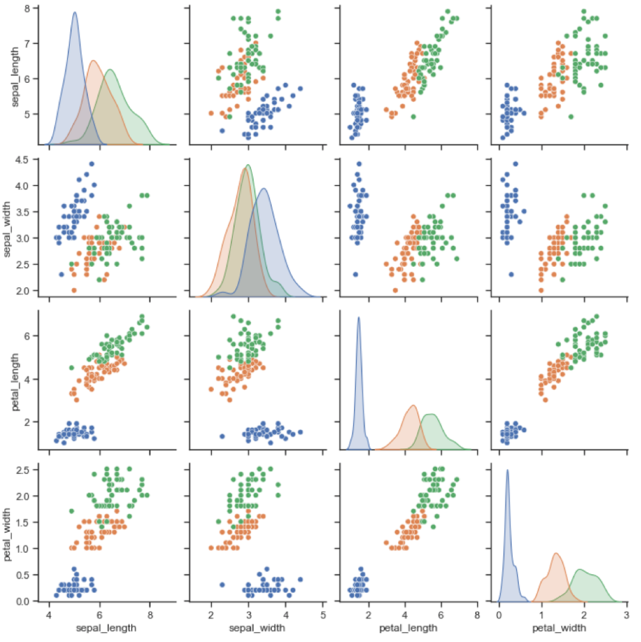 8
7
6
5
sepal_length
4.5
4.0
3.5
3.0
2.5
2.0
sepal_width
6
4
2
petal_length
2.5
2.0
1.5
1.0
0.5
0.0
petal_width
4 6 8
sepal_length
2 3 4 5
sepal_width
2 4 6 8
petal_length
0 1 2 3
petal_width